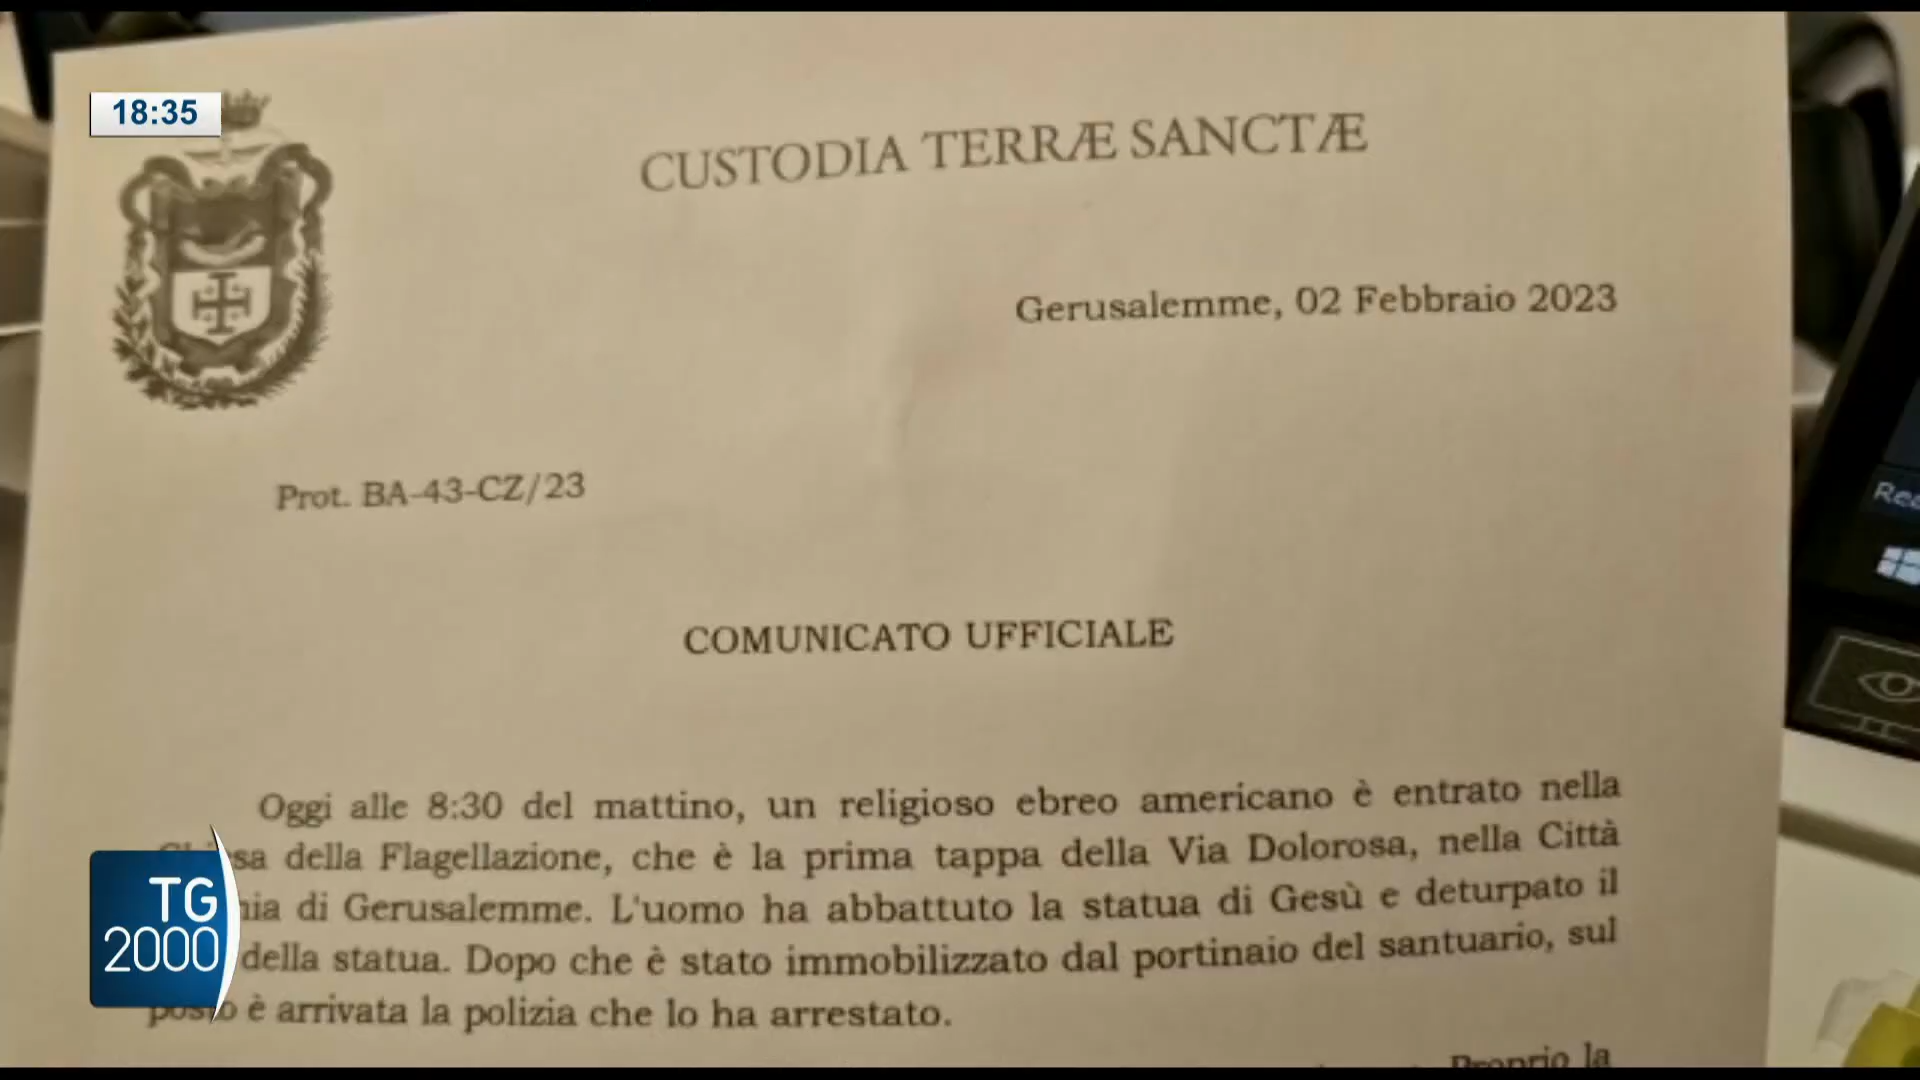 18:35
CUSTODIA TERRÆ SANCTÆ
Gerusalemme, 02 Febbraio 2023
Prot. BA-43-CZ/23
COMUNICATO UFFICIALE
Oggi alle 8:30 del mattino, un religioso ebreo americano è entrato nella
della Flagellazione, che è la prima tappa della Via Dolorosa, nella Città
di Gerusalemme. L'uomo ha abbattuto la statua di Gesù e deturpato il
della statua. Dopo che è stato immobilizzato dal portinaio del santuario, sul
posto è arrivata la polizia che lo ha arrestato.
Proprio la
TG
2000